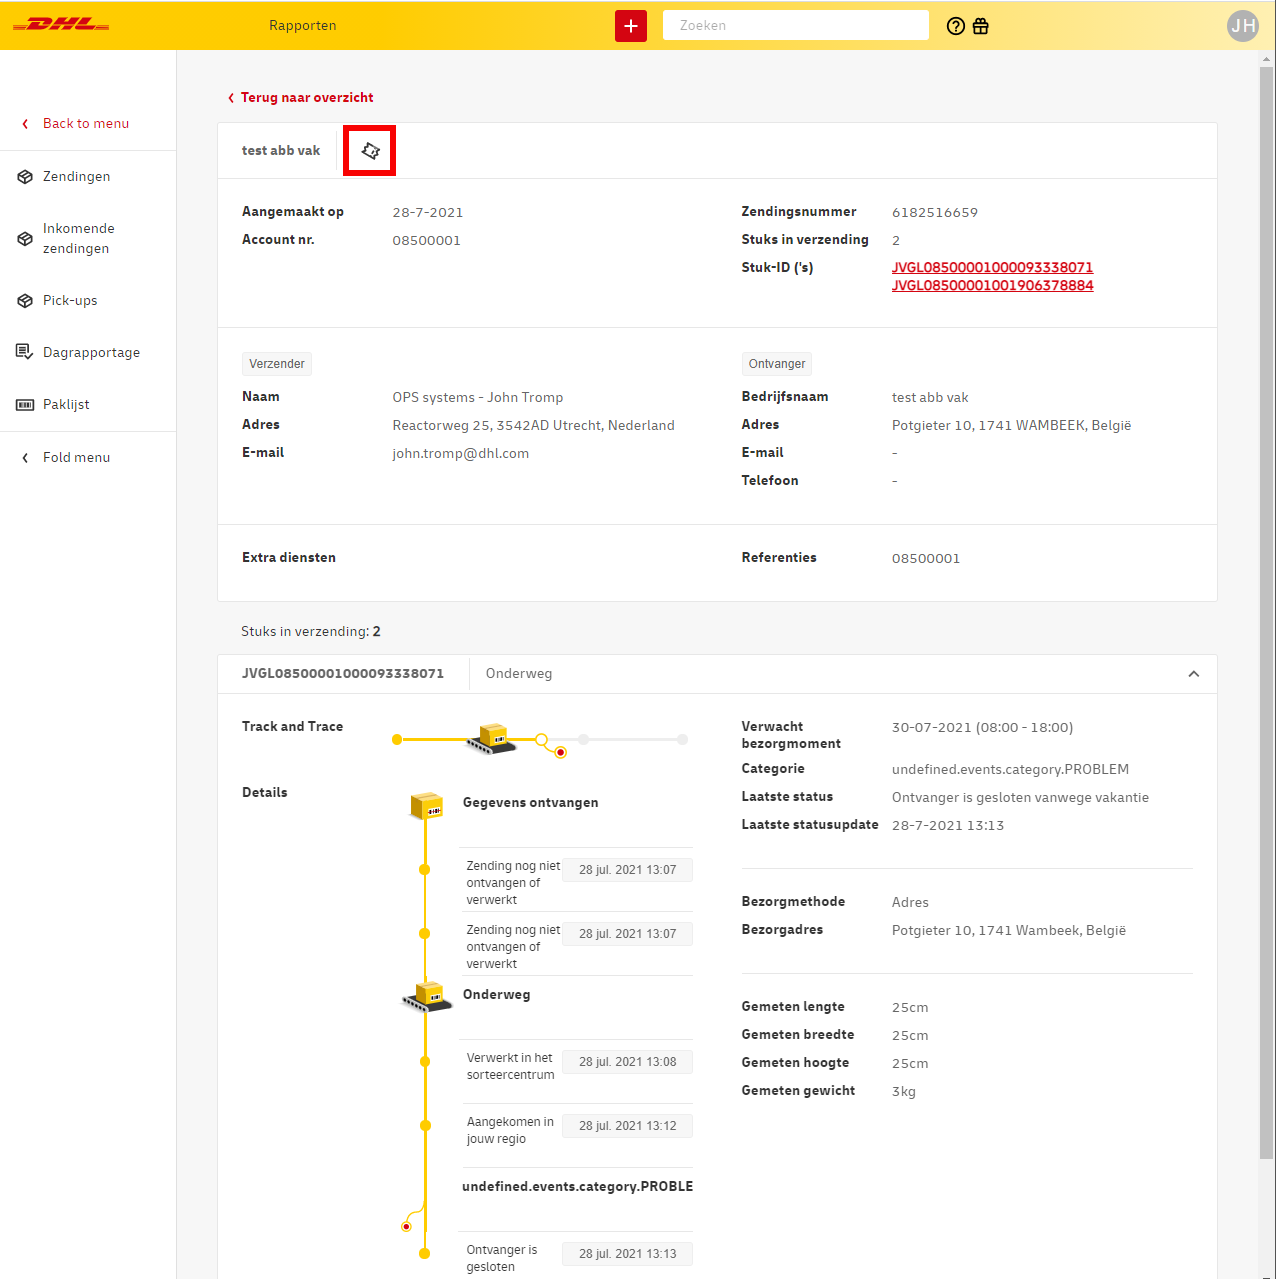 DHL
Rapporten
Zoeken
JH
Back to menu
Zendingen
Inkomende
zendingen
Pick-ups
Dagrapportage
Paklijst
Fold menu
Terug naar overzicht
test abb vak
Aangemaakt op 28-7-2021
Account nr. 08500001
Zendingsnummer 6182516659
Stuks in verzending 2
Stuk-ID ('s) JVGL08500001000093338071
JVGL08500001001906378884
Verzender
Naam OPS systems - John Tromp
Adres Reactorweg 25, 3542AD Utrecht, Nederland
E-mail john.tromp@dhl.com
Ontvanger
Bedrijfsnaam test abb vak
Adres Potgieter 10, 1741 WAMBEEK, België
E-mail -
Telefoon -
Extra diensten
Referenties 08500001
Stuks in verzending: 2
JVGL08500001000093338071 Onderweg
Track and Trace
Details
Gegevens ontvangen
Zending nog niet 28 jul. 2021 13:07
ontvangen of
verwerkt
Zending nog niet 28 jul. 2021 13:07
ontvangen of
verwerkt
Onderweg
Verwerkt in het 28 jul. 2021 13:08
sorteercentrum
Aangekomen in 28 jul. 2021 13:12
jouw regio
undefined.events.category.PROBLE
Ontvanger is 28 jul. 2021 13:13
gesloten
Verwacht 30-07-2021 (08:00 - 18:00)
bezorgmoment
Categorie undefined.events.category.PROBLEM
Laatste status Ontvanger is gesloten vanwege vakantie
Laatste statusupdate 28-7-2021 13:13
Bezorgmethode Adres
Bezorgadres Potgieter 10, 1741 Wambeek, België
Gemeten lengte 25cm
Gemeten breedte 25cm
Gemeten hoogte 25cm
Gemeten gewicht 3kg